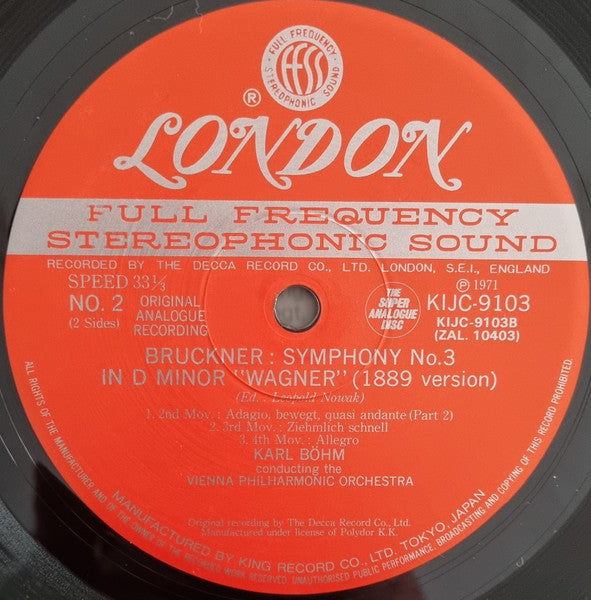 FULL FREQUENCY
FFSS
STEREOPHONIC SOUND
®
LONDON
FULL FREQUENCY
STEREOPHONIC SOUND
RECORDED BY THE DECCA RECORD CO., LTD. LONDON, S.E.I., ENGLAND
SPEED 33⅓
℗ 1971
NO. 2
(2 Sides)
ORIGINAL
ANALOGUE
RECORDING
THE
SUPER
ANALOGUE
DISC
KIJC-9103
KIJC-9103B
(ZAL. 10403)
BRUCKNER: SYMPHONY No.3
IN D MINOR "WAGNER" (1889 version)
(Ed.: Leopold Nowak)
1. 2nd Mov.: Adagio, bewegt, quasi andante (Part 2)
2. 3rd Mov.: Ziehmlich schnell
3. 4th Mov.: Allegro
KARL BÖHM
conducting the
VIENNA PHILHARMONIC ORCHESTRA
Original recording by The Decca Record Co., Ltd.
Manufactured under license of Polydor K.K.
MANUFACTURED BY KING RECORD CO., LTD. TOKYO, JAPAN
ALL RIGHTS OF THE MANUFACTURER AND OF THE OWNER OF THE RECORDED WORK RESERVED. UNAUTHORISED PUBLIC PERFORMANCE, BROADCASTING AND COPYING OF THIS RECORD PROHIBITED.